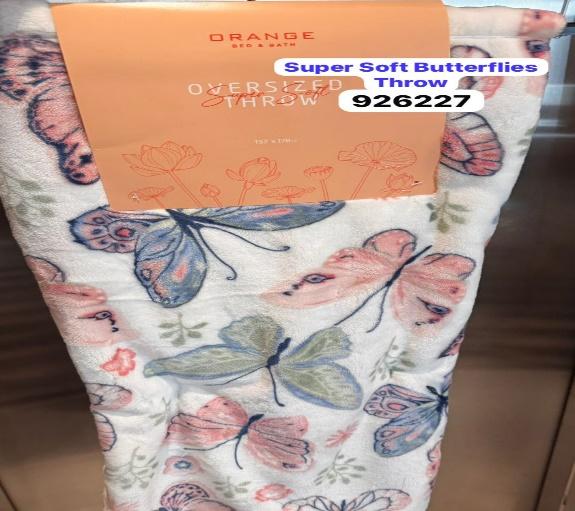 ORANGE
BED & BATH
Super Soft Butterflies
Throw
926227
OVERSIZED
Super Soft
THROW